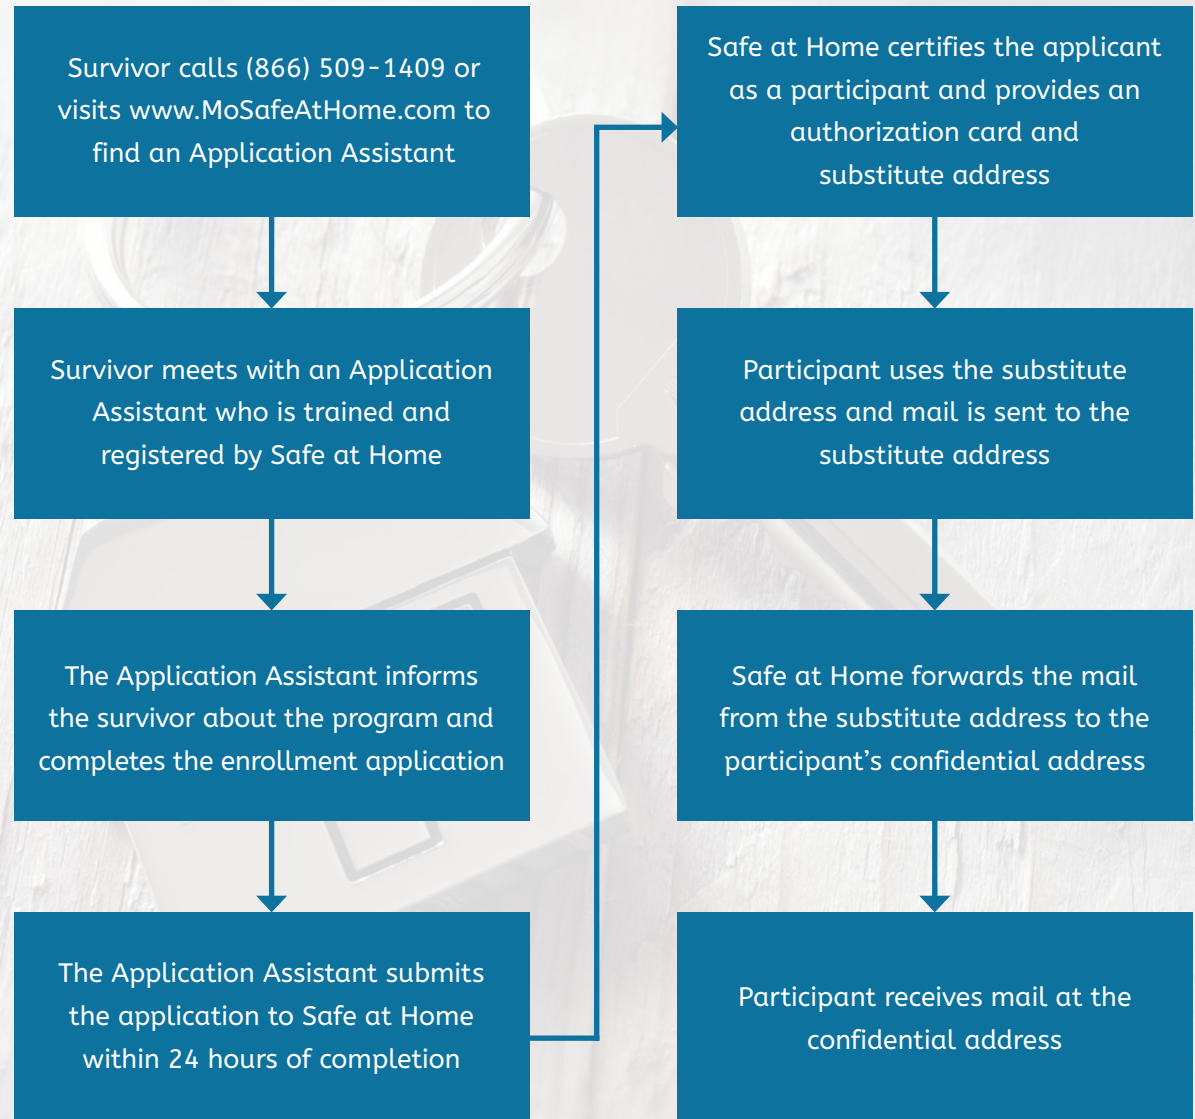 Survivor calls (866) 509-1409 or
visits www.MoSafeAtHome.com to
find an Application Assistant
Survivor meets with an Application
Assistant who is trained and
registered by Safe at Home
The Application Assistant informs
the survivor about the program and
completes the enrollment application
The Application Assistant submits
the application to Safe at Home
within 24 hours of completion
Safe at Home certifies the applicant
as a participant and provides an
authorization card and
substitute address
Participant uses the substitute
address and mail is sent to the
substitute address
Safe at Home forwards the mail
from the substitute address to the
participant’s confidential address
Participant receives mail at the
confidential address